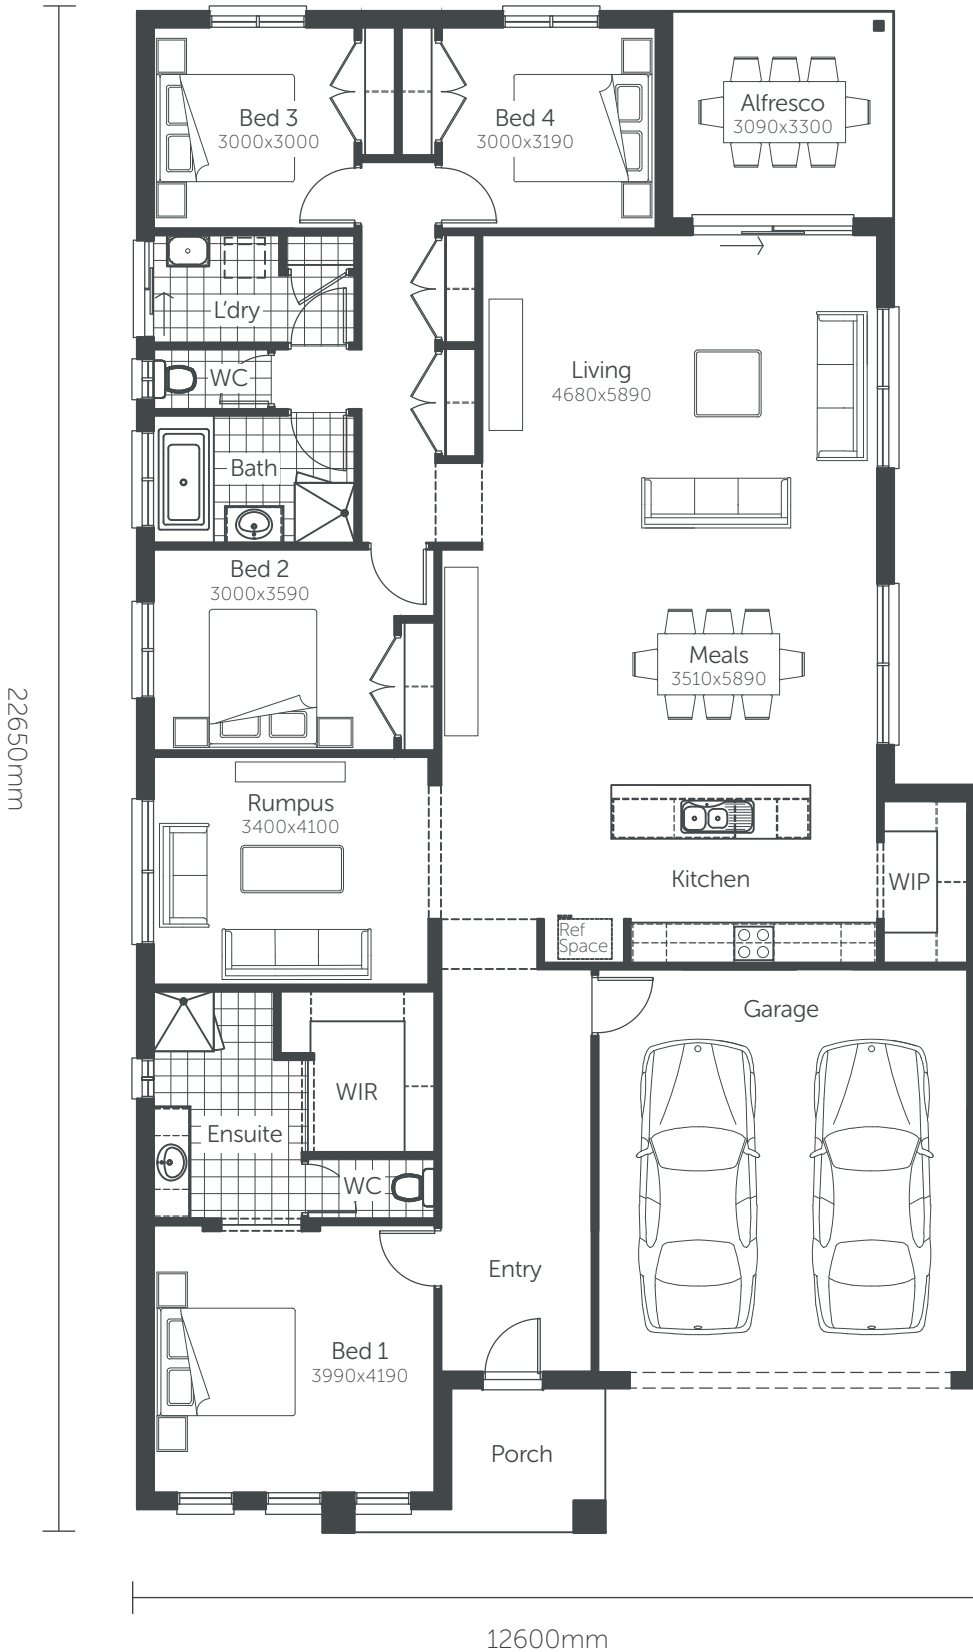 Bed 3
3000x3000
Bed 4
3000x3190
Alfresco
3090x3300
L'dry
WC
Living
4680x5890
Bath
Bed 2
3000x3590
Meals
3510x5890
22650mm
Rumpus
3400x4100
Kitchen
WIP
Ref
Space
Garage
WIR
Ensuite
WC
Entry
Bed 1
3990x4190
Porch
12600mm